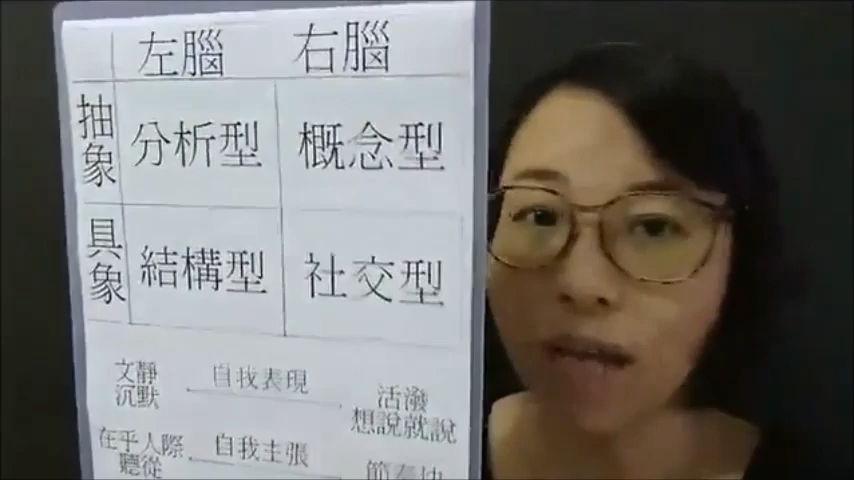 左腦 右腦
抽象 分析型 概念型
具象 結構型 社交型
文靜
沉默 自我表現 活潑
想說就說
在乎人際
聽從 自我主張